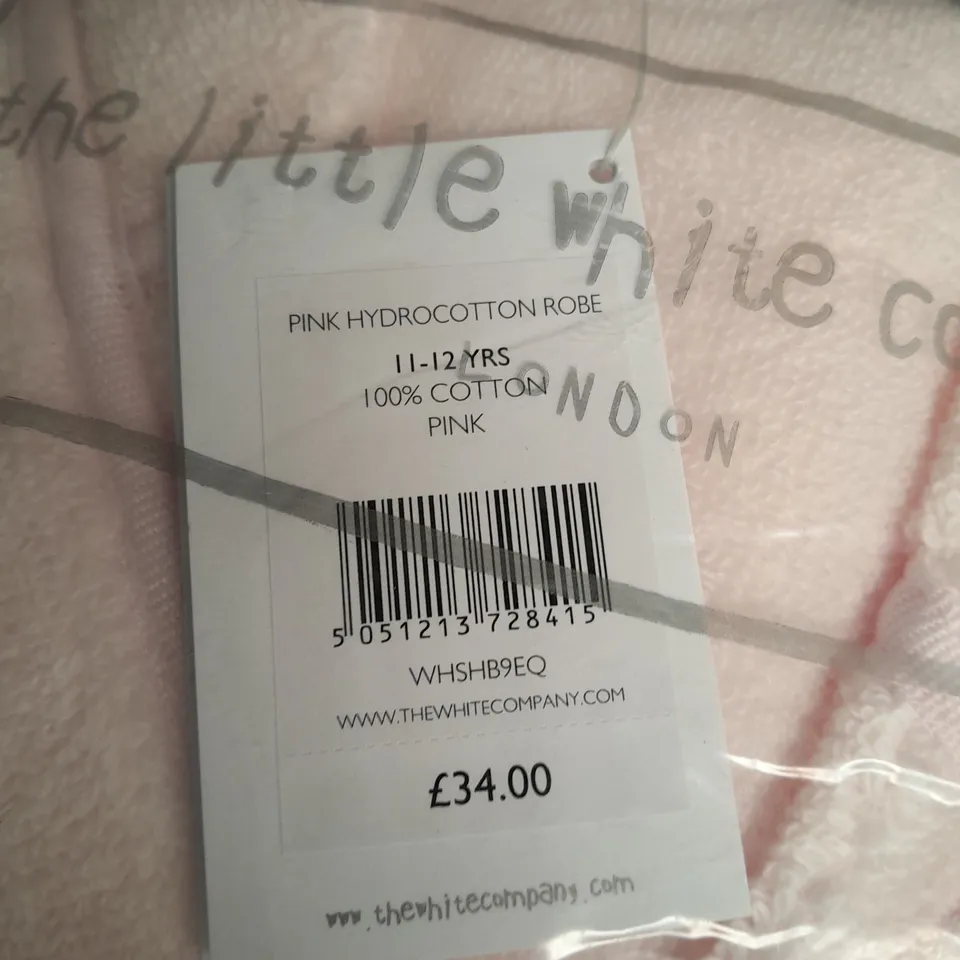 the little white co
LONDON
PINK HYDROCOTTON ROBE
11-12 YRS
100% COTTON
PINK
5 051213 728415
WHSHB9EQ
WWW.THEWHITECOMPANY.COM
£34.00
www.thewhitecompany.com